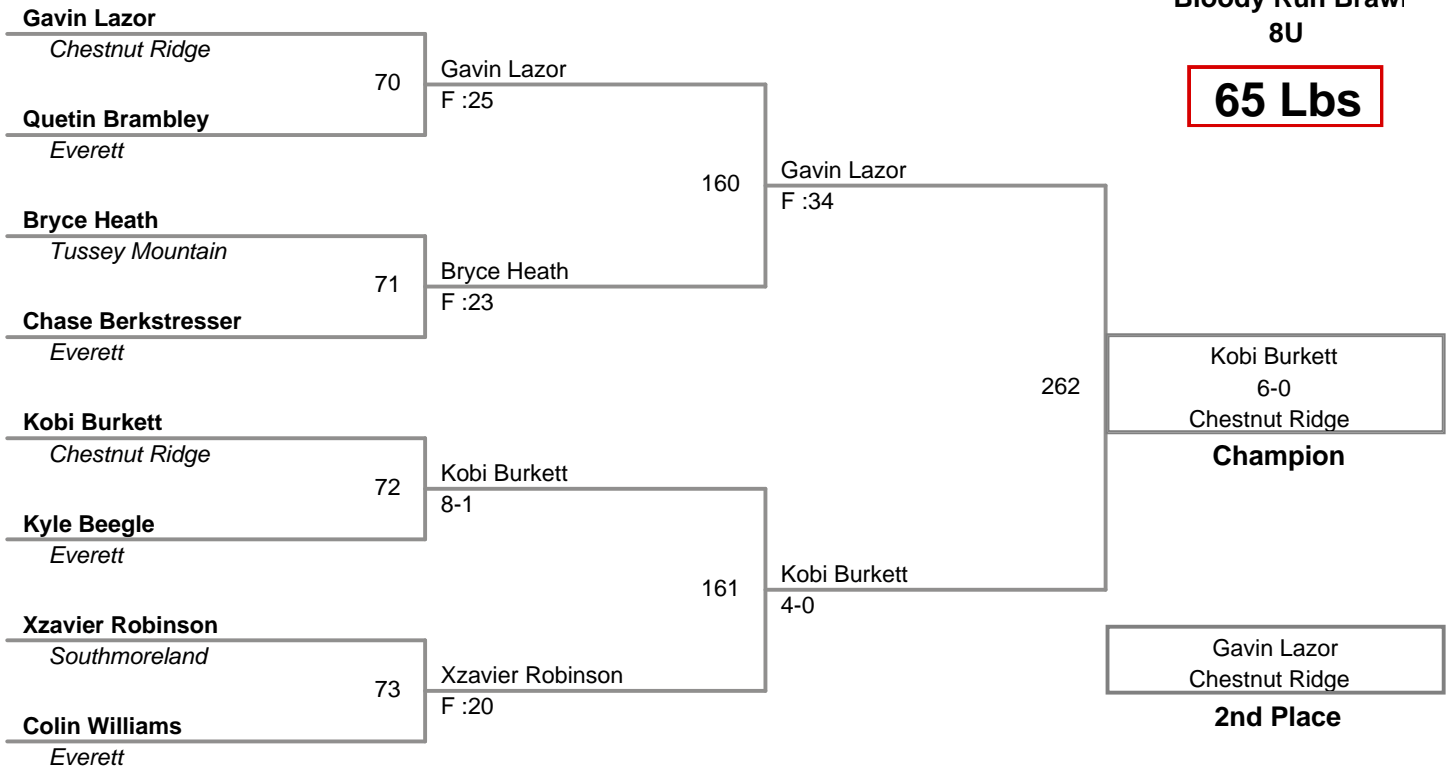 Bloody Run Brawl
8U
65 Lbs
Gavin Lazor
Chestnut Ridge
70
Quetin Brambley
Everett
Gavin Lazor
F :25
Bryce Heath
Tussey Mountain
71
Chase Berkstresser
Everett
Bryce Heath
F :23
160
Gavin Lazor
F :34
Kobi Burkett
Chestnut Ridge
72
Kyle Beegle
Everett
Kobi Burkett
8-1
Xzavier Robinson
Southmoreland
73
Colin Williams
Everett
Xzavier Robinson
F :20
161
Kobi Burkett
4-0
262
Kobi Burkett
6-0
Chestnut Ridge
Champion
Gavin Lazor
Chestnut Ridge
2nd Place